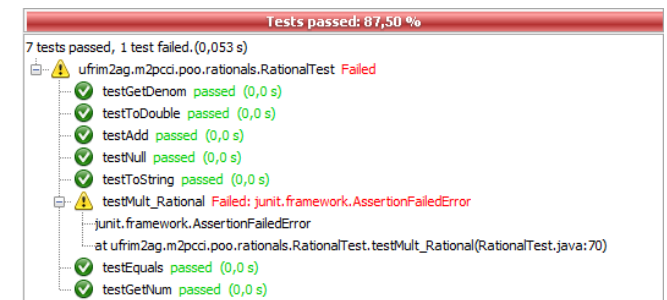 Tests passed: 87,50 %
7 tests passed, 1 test failed.(0,053 s)
ufrim2ag.m2pcci.poo.rationals.RationalTest Failed
testGetDenom passed (0,0 s)
testToDouble passed (0,0 s)
testAdd passed (0,0 s)
testNull passed (0,0 s)
testToString passed (0,0 s)
testMult_Rational Failed: junit.framework.AssertionFailedError
junit.framework.AssertionFailedError
at ufrim2ag.m2pcci.poo.rationals.RationalTest.testMult_Rational(RationalTest.java:70)
testEquals passed (0,0 s)
testGetNum passed (0,0 s)